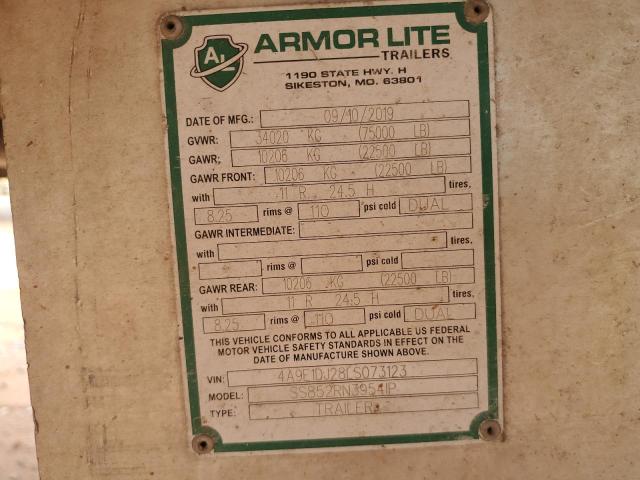 AL ARMOR LITE
TRAILERS
1190 STATE HWY. H
SIKESTON, MO. 63801
DATE OF MFG.: 09/10/2019
GVWR: 34020 KG (75000 LB)
GAWR: 10206 KG (22500 LB)
GAWR FRONT: 10206 KG (22500 LB)
with 11 R 24.5 H tires.
8.25 rims @ 110 psi cold DUAL
GAWR INTERMEDIATE:
with tires.
rims @ psi cold
GAWR REAR: 10206 KG (22500 LB)
with 11 R 24.5 H tires.
8.25 rims @ 110 psi cold DUAL
THIS VEHICLE CONFORMS TO ALL APPLICABLE US FEDERAL
MOTOR VEHICLE SAFETY STANDARDS IN EFFECT ON THE
DATE OF MANUFACTURE SHOWN ABOVE.
VIN: 4A9F1DJ28LS073123
MODEL: SS852RN3954IP
TYPE: TRAILER